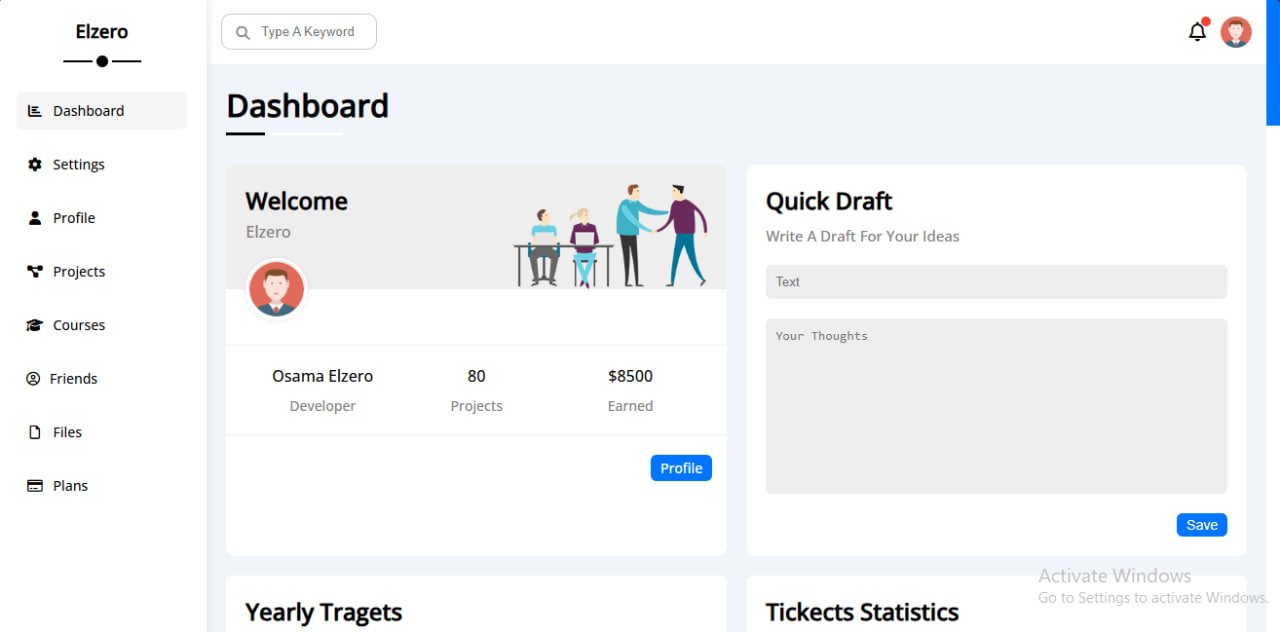 Elzero
Type A Keyword
Dashboard
Settings
Profile
Projects
Courses
Friends
Files
Plans
Dashboard
Welcome
Elzero
Osama Elzero
80
$8500
Developer
Projects
Earned
Profile
Quick Draft
Write A Draft For Your Ideas
Text
Your Thoughts
Save
Yearly Tragets
Tickects Statistics
Activate Windows
Go to Settings to activate Windows.